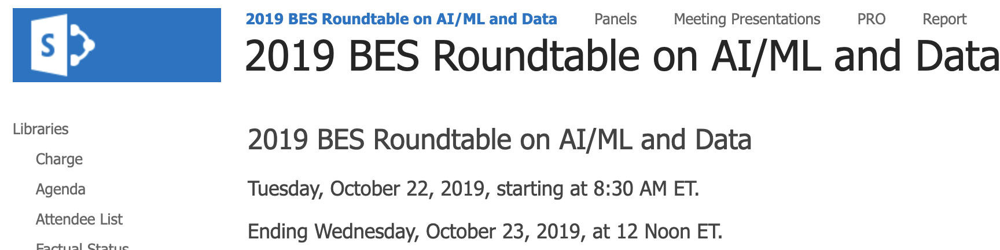 S
2019 BES Roundtable on AI/ML and Data Panels Meeting Presentations PRO Report
2019 BES Roundtable on AI/ML and Data
Libraries
Charge
Agenda
Attendee List
Factual Status
2019 BES Roundtable on AI/ML and Data
Tuesday, October 22, 2019, starting at 8:30 AM ET.
Ending Wednesday, October 23, 2019, at 12 Noon ET.